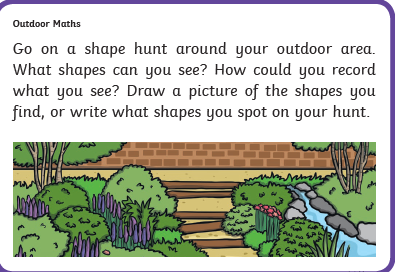 Outdoor Maths
Go on a shape hunt around your outdoor area.
What shapes can you see? How could you record
what you see? Draw a picture of the shapes you
find, or write what shapes you spot on your hunt.